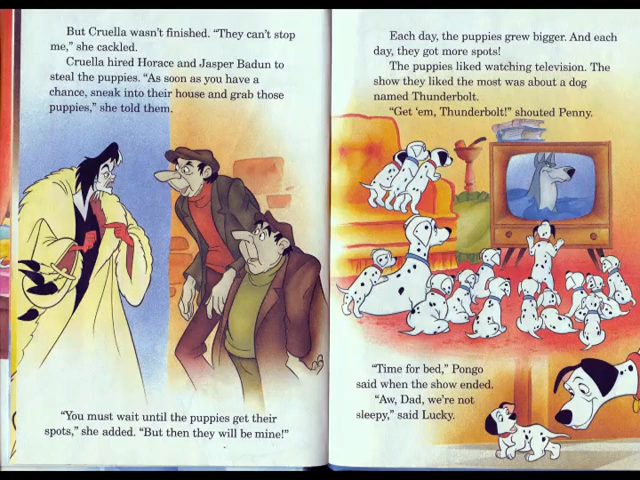 But Cruella wasn't finished. “They can't stop
me,” she cackled.
Cruella hired Horace and Jasper Badun to
steal the puppies. “As soon as you have a
chance, sneak into their house and grab those
puppies,” she told them.
“You must wait until the puppies get their
spots,” she added. “But then they will be mine!”
Each day, the puppies grew bigger. And each
day, they got more spots!
The puppies liked watching television. The
show they liked the most was about a dog
named Thunderbolt.
“Get 'em, Thunderbolt!” shouted Penny.
“Time for bed,” Pongo
said when the show ended.
“Aw, Dad, we're not
sleepy,” said Lucky.